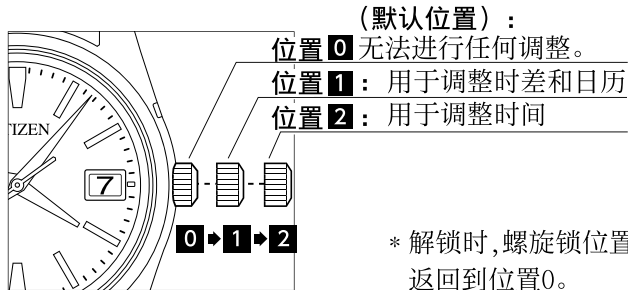 （默认位置）：
位置 0 无法进行任何调整。
位置 1 ：用于调整时差和日历
位置 2 ：用于调整时间
TIZEN
7
0➧1➧2
＊解锁时,螺旋锁位置
返回到位置0。